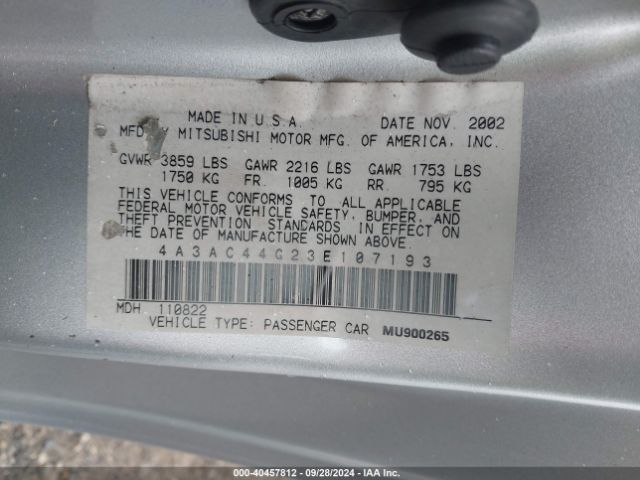 MADE IN U.S.A. DATE NOV. 2002
MFD BY MITSUBISHI MOTOR MFG. OF AMERICA, INC.
GVWR 3859 LBS GAWR 2216 LBS GAWR 1753 LBS
1750 KG FR. 1005 KG RR. 795 KG
THIS VEHICLE CONFORMS TO ALL APPLICABLE
FEDERAL MOTOR VEHICLE SAFETY, BUMPER, AND
THEFT PREVENTION STANDARDS IN EFFECT ON
THE DATE OF MANUFACTURE SHOWN ABOVE.
4A3AC44G23E107193
MDH 110822
VEHICLE TYPE: PASSENGER CAR MU900265
000-40457812 - 09/28/2024 - IAA Inc.